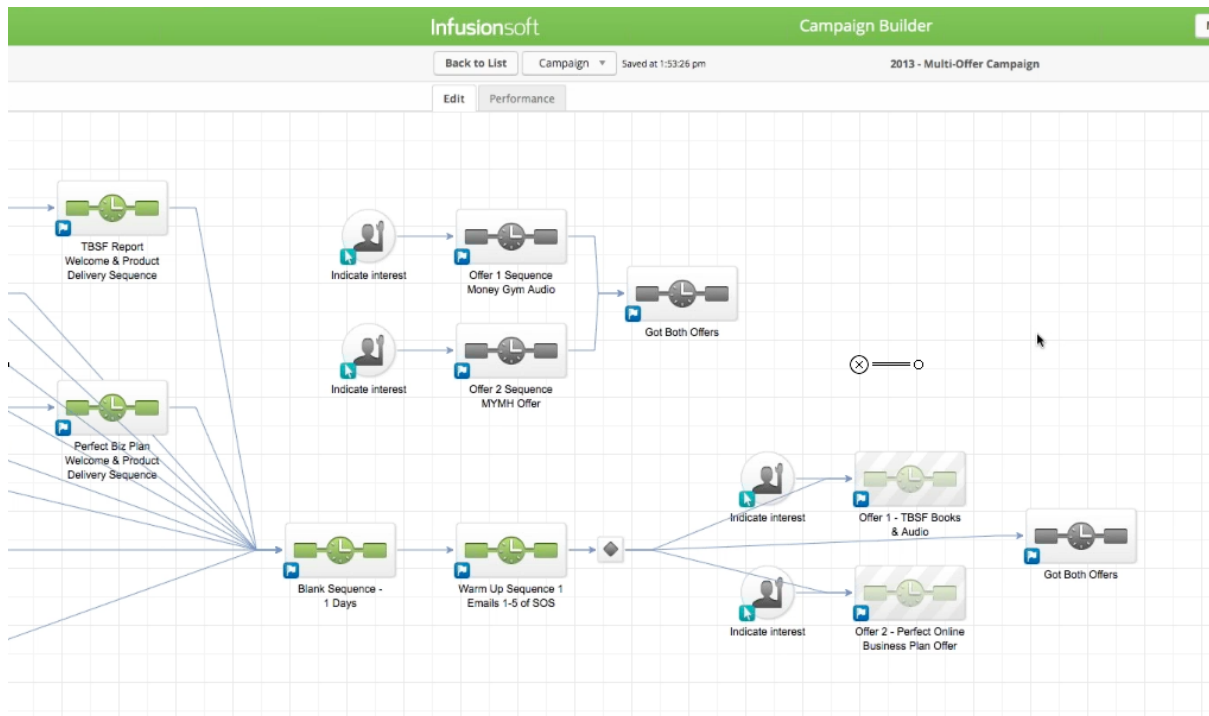 Infusionsoft
Campaign Builder
Back to List
Campaign
Saved at 1:53:26 pm
2013 - Multi-Offer Campaign
Edit
Performance
TBSF Report
Welcome & Product
Delivery Sequence
Indicate interest
Offer 1 Sequence
Money Gym Audio
Got Both Offers
Indicate interest
Offer 2 Sequence
MYMH Offer
Perfect Biz Plan
Welcome & Product
Delivery Sequence
Indicate interest
Offer 1 - TBSF Books
& Audio
Got Both Offers
Blank Sequence -
1 Days
Warm Up Sequence 1
Emails 1-5 of SOS
Indicate interest
Offer 2 - Perfect Online
Business Plan Offer